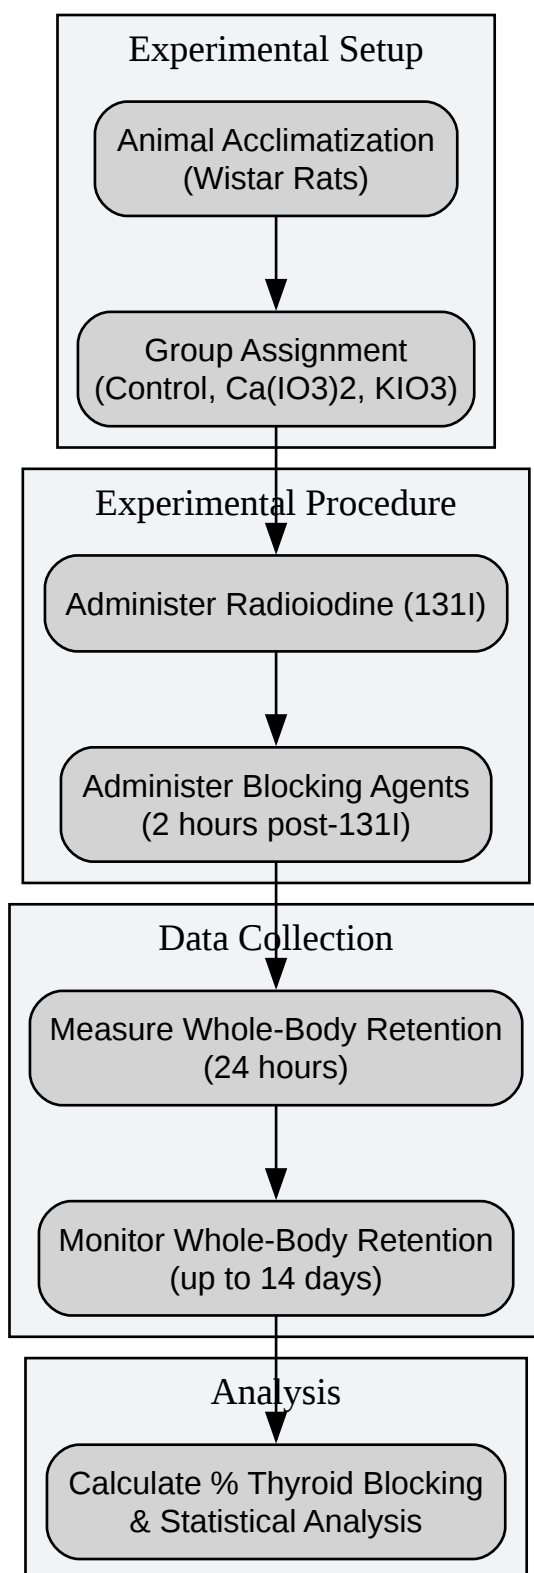 Experimental Setup
Animal Acclimatization
(Wistar Rats)
Group Assignment
(Control, Ca(IO3)2, KIO3)
Experimental Procedure
Administer Radioiodine (131I)
Administer Blocking Agents
(2 hours post-131I)
Data Collection
Measure Whole-Body Retention
(24 hours)
Monitor Whole-Body Retention
(up to 14 days)
Analysis
Calculate % Thyroid Blocking
& Statistical Analysis